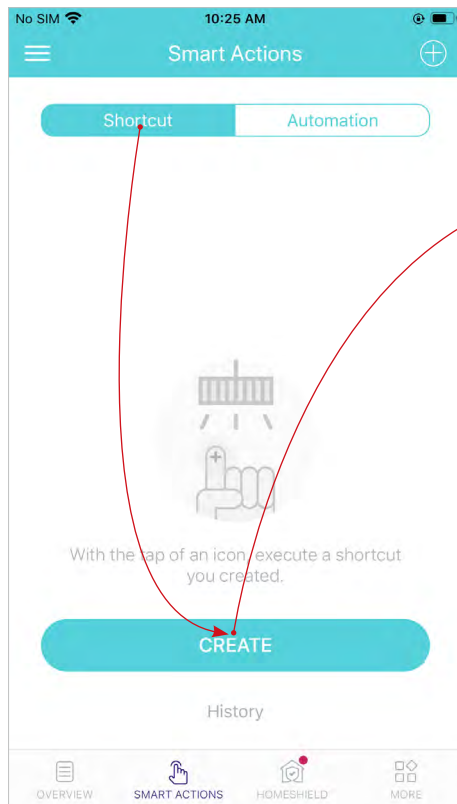 No SIM 10:25 AM
Smart Actions
Shortcut Automation
With the tap of an icon, execute a shortcut
you created.
CREATE
History
OVERVIEW SMART ACTIONS HOMESHIELD MORE